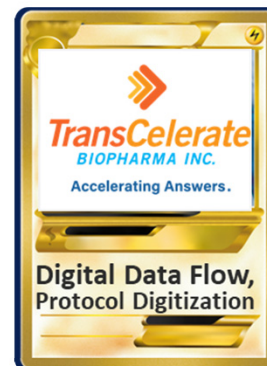 TransCelerate
BIOPHARMA INC.
Accelerating Answers.
Digital Data Flow,
Protocol Digitization